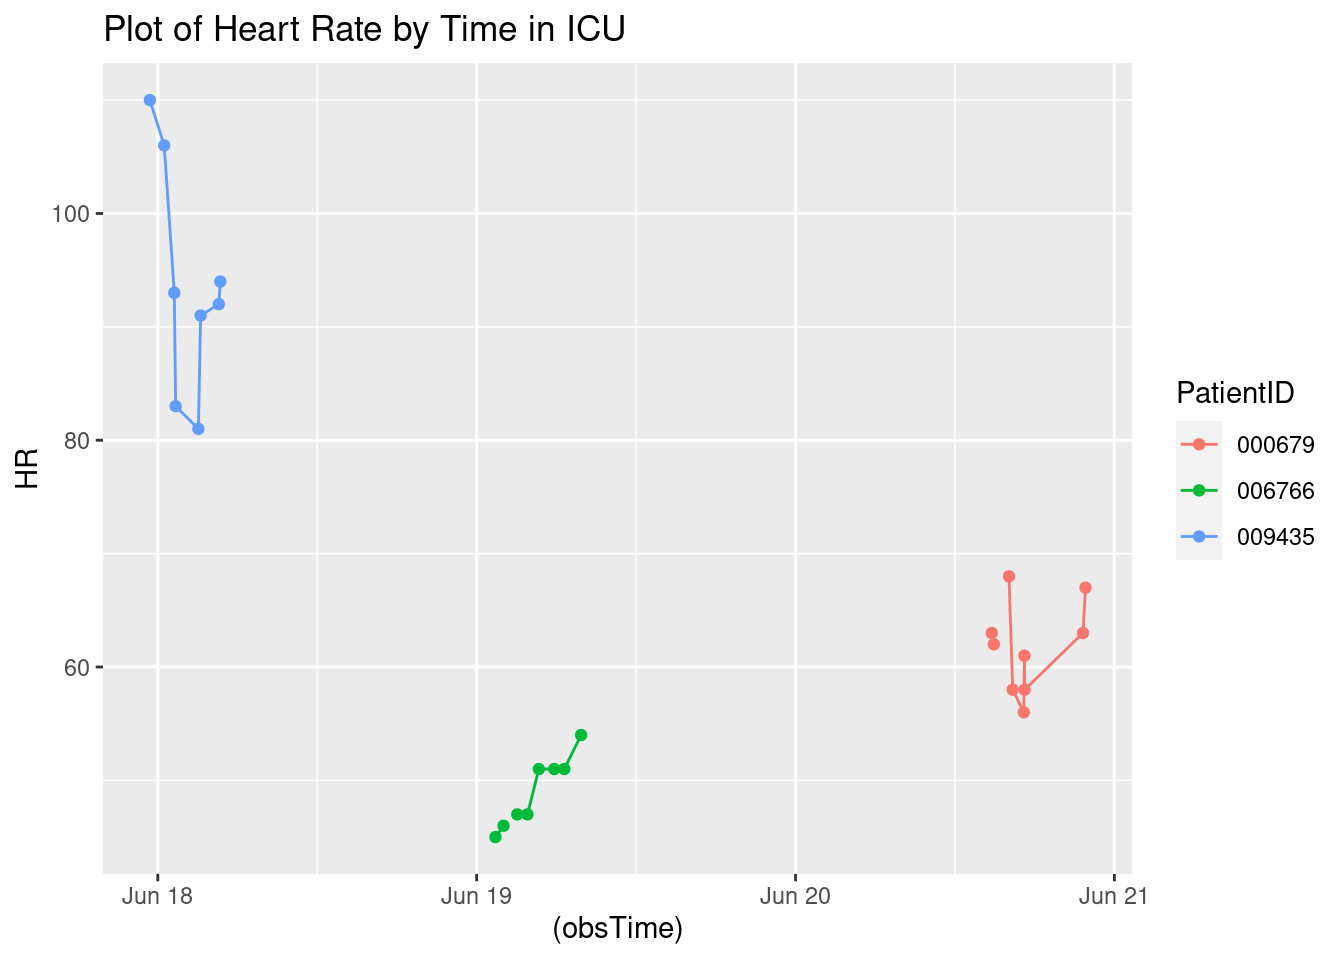 Plot of Heart Rate by Time in ICU
HR
100
80
60
Jun 18
Jun 19
Jun 20
Jun 21
(obsTime)
PatientID
000679
006766
009435